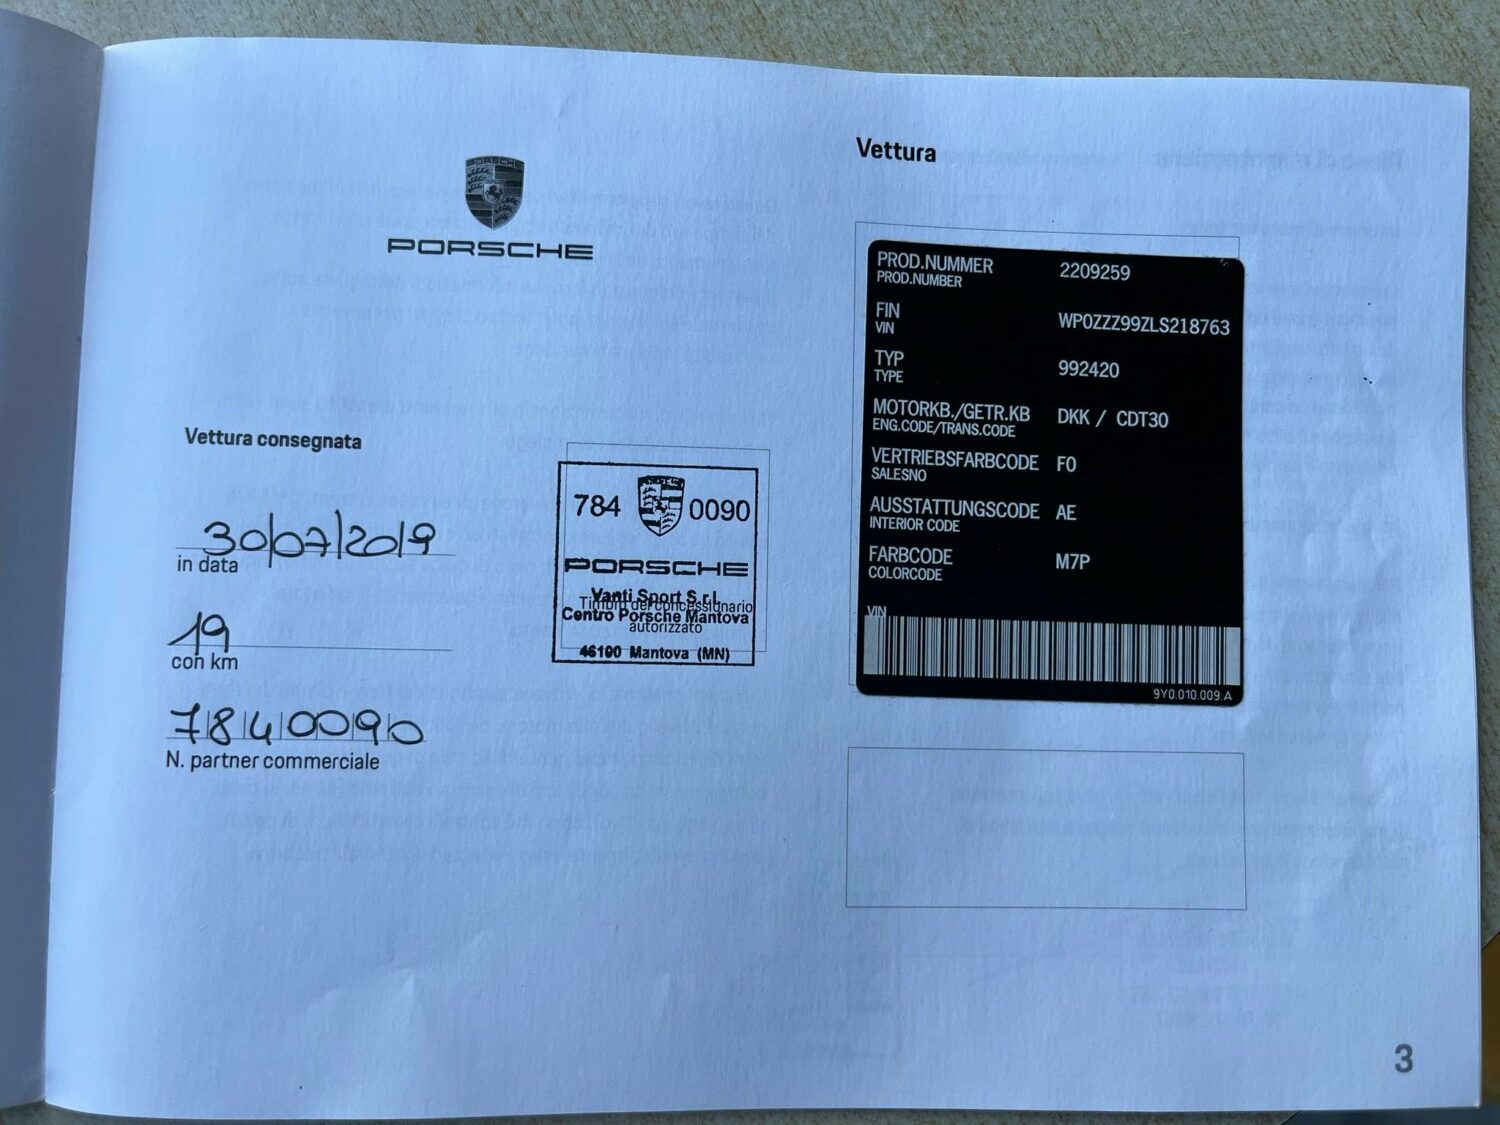 PORSCHE
PORSCHE
Vettura consegnata
30/07/2019
in data
19
con km
78400090
N. partner commerciale
784 0090
PORSCHE
Vanti Sport S.r.l.
Timbro del concessionario
Centro Porsche Mantova
autorizzato
46100 Mantova (MN)
Vettura
PROD.NUMMER 2209259
PROD.NUMBER
FIN WP0ZZZ99ZLS218763
VIN
TYP 992420
TYPE
MOTORKB./GETR.KB DKK / CDT30
ENG.CODE/TRANS.CODE
VERTRIEBSFARBCODE F0
SALESNO
AUSSTATTUNGSCODE AE
INTERIOR CODE
FARBCODE M7P
COLORCODE
VIN
9Y0.010.009.A
3